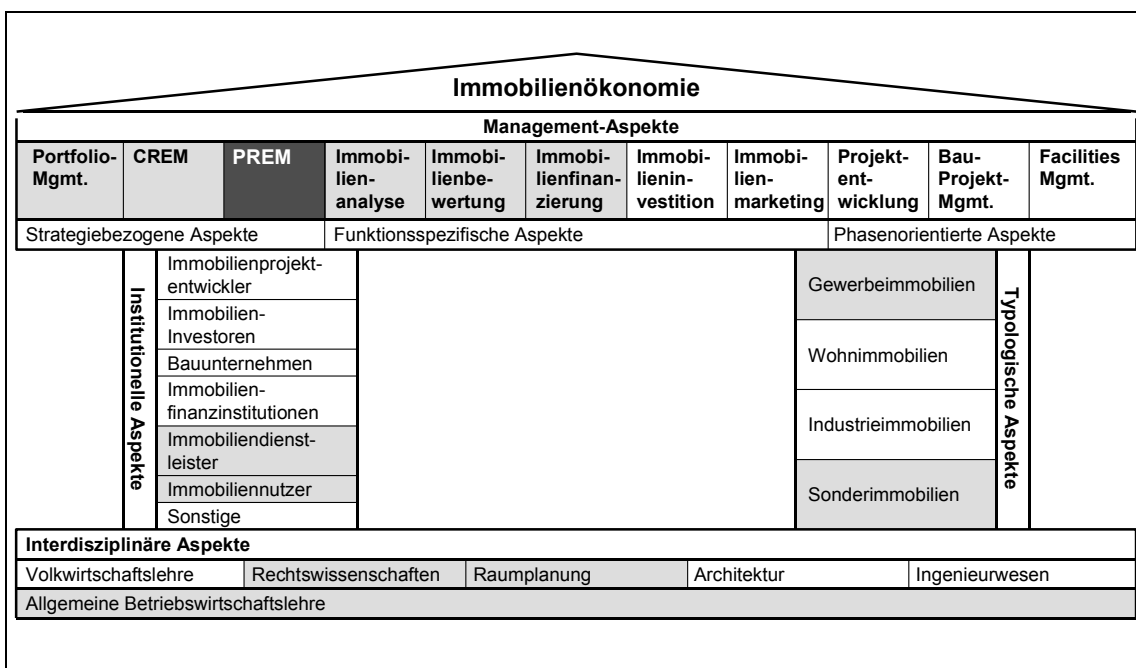 Immobilienökonomie
Management-Aspekte
Portfolio-
Mgmt.
CREM
PREM
Immobi-
lien-
analyse
Immobi-
lienbe-
wertung
Immobi-
lienfinan-
zierung
Immobi-
lienin-
vestition
Immobi-
lien-
marketing
Projekt-
ent-
wicklung
Bau-
Projekt-
Mgmt.
Facilities
Mgmt.
Strategiebezogene Aspekte
Funktionsspezifische Aspekte
Phasenorientierte Aspekte
Institutionelle Aspekte
Immobilienprojekt-
entwickler
Immobilien-
Investoren
Bauunternehmen
Immobilien-
finanzinstitutionen
Immobiliendienst-
leister
Immobiliennutzer
Sonstige
Gewerbeimmobilien
Wohnimmobilien
Industrieimmobilien
Sonderimmobilien
Typologische Aspekte
Interdisziplinäre Aspekte
Volkwirtschaftslehre
Rechtswissenschaften
Raumplanung
Architektur
Ingenieurwesen
Allgemeine Betriebswirtschaftslehre